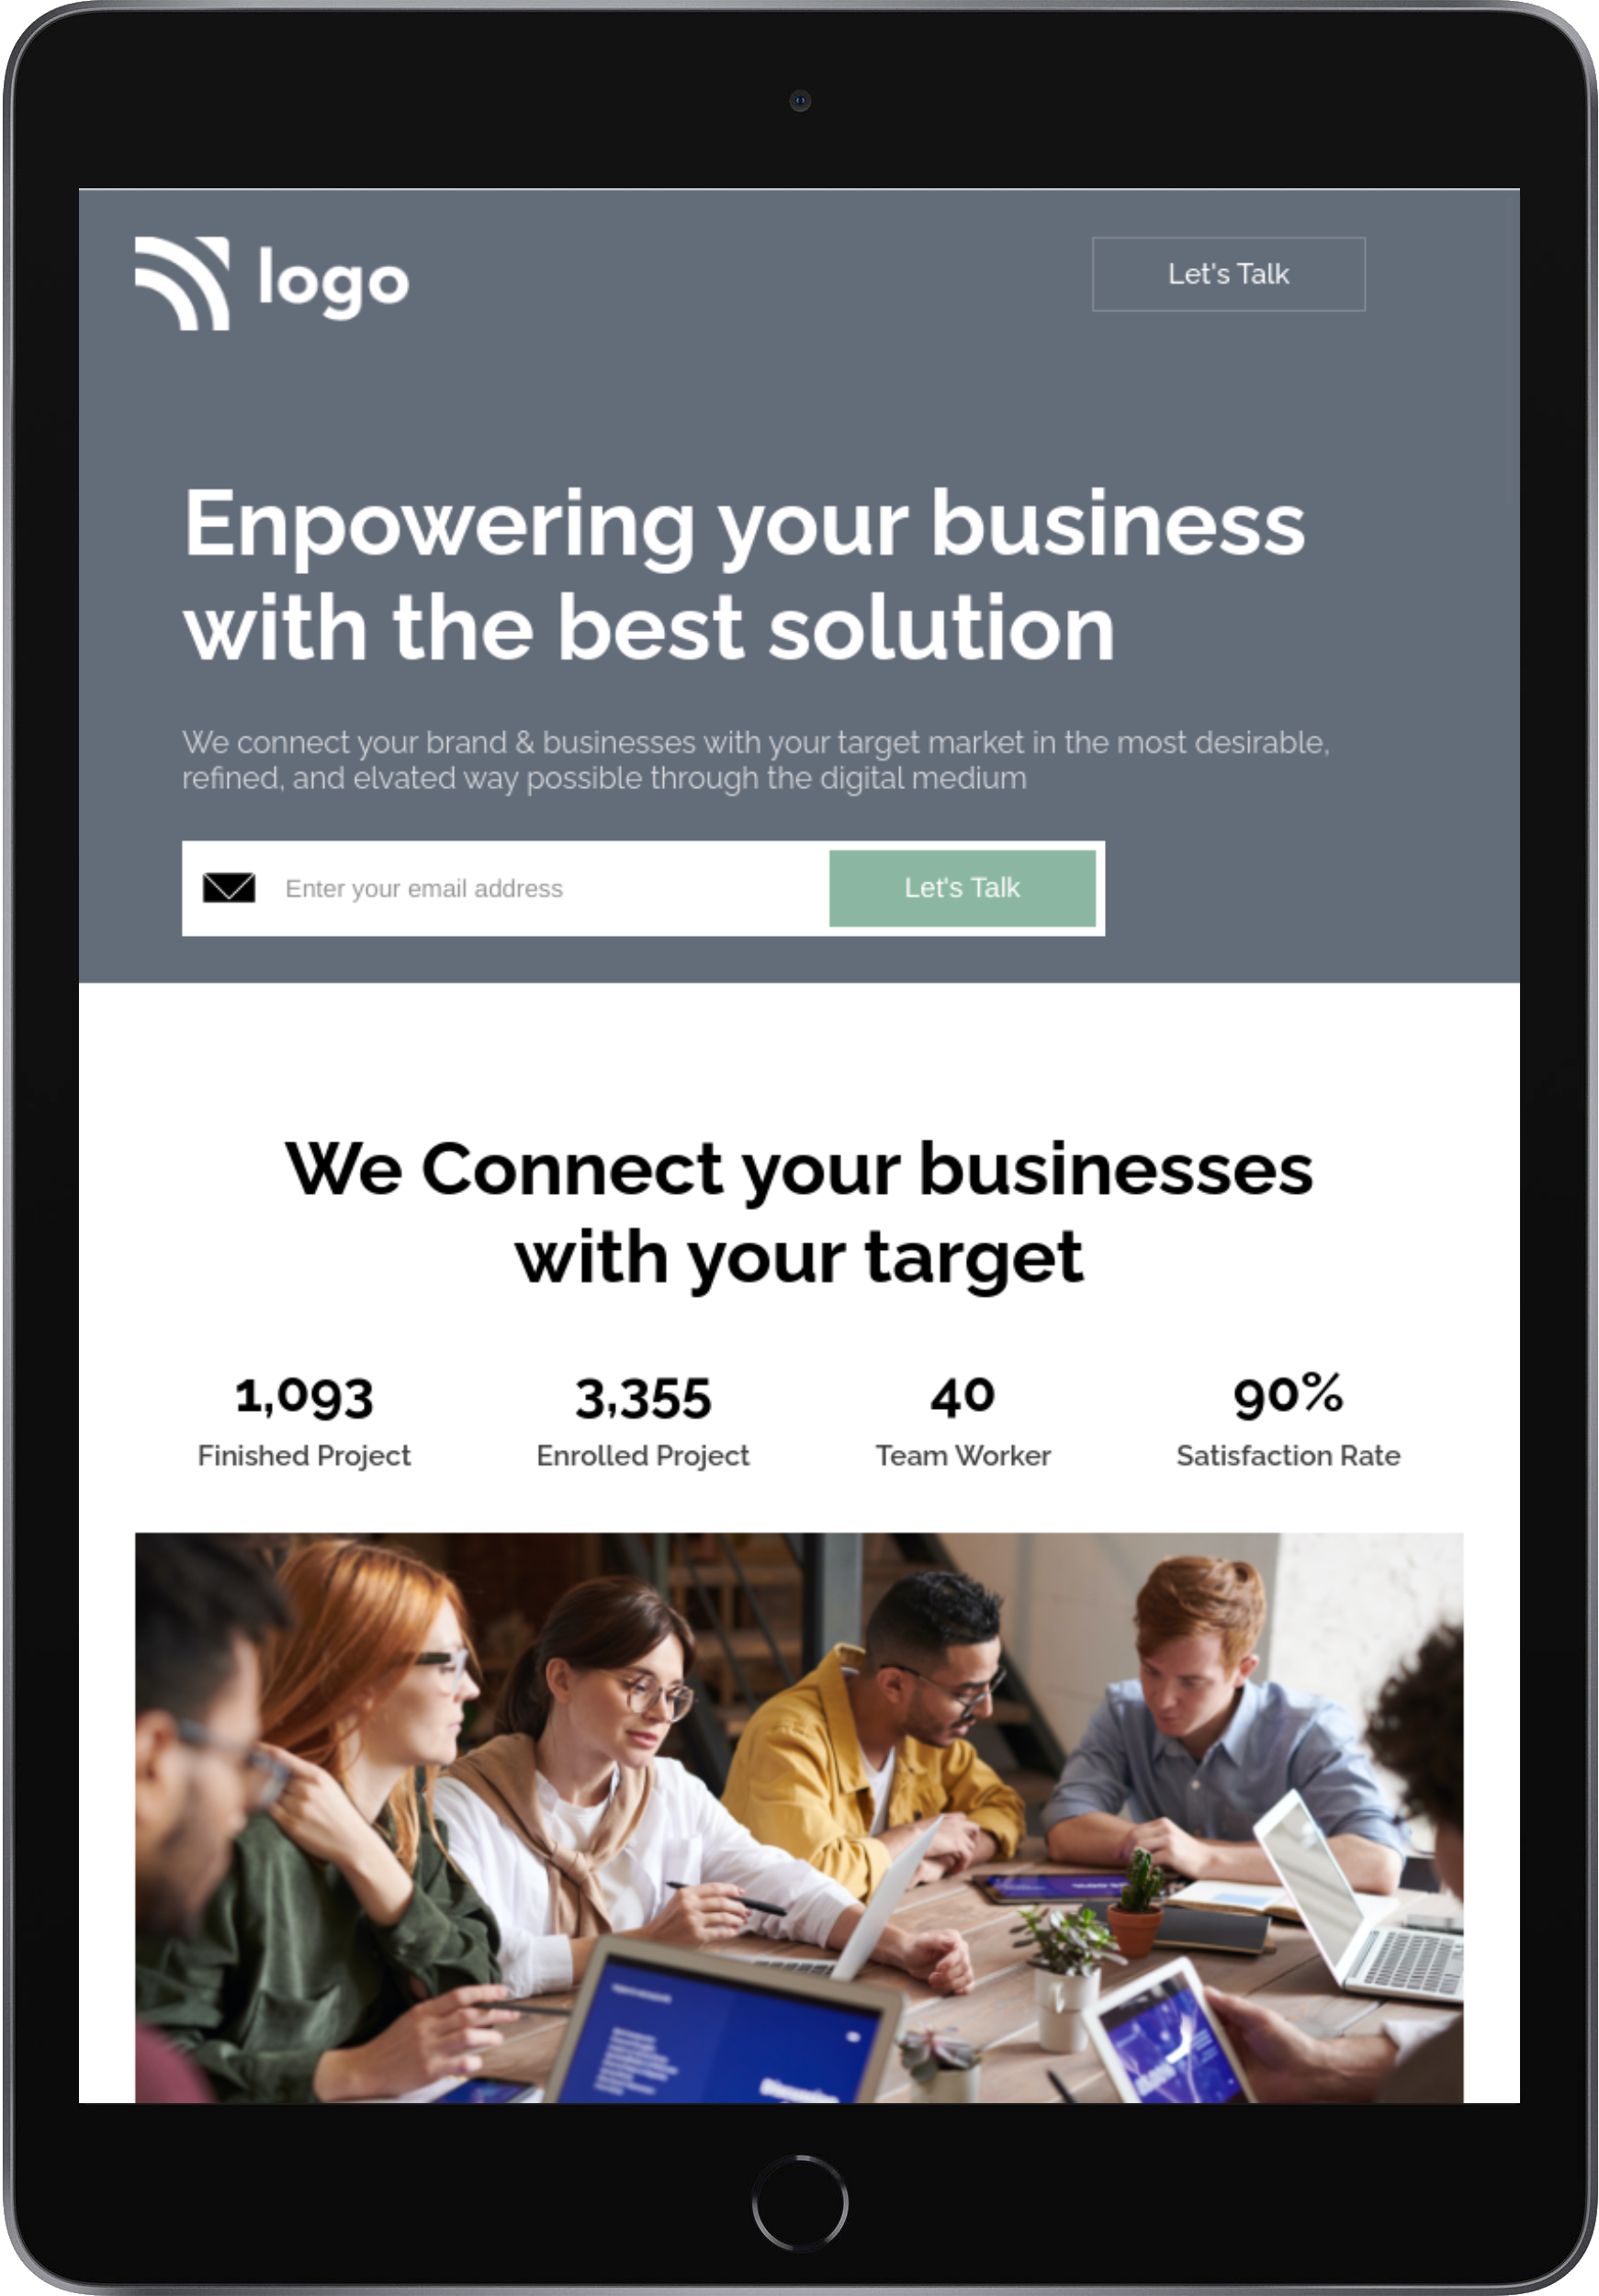 logo
Let's Talk
Enpowering your business
with the best solution
We connect your brand & businesses with your target market in the most desirable,
refined, and elvated way possible through the digital medium
Enter your email address
Let's Talk
We Connect your businesses
with your target
1,093
3,355
40
90%
Finished Project
Enrolled Project
Team Worker
Satisfaction Rate